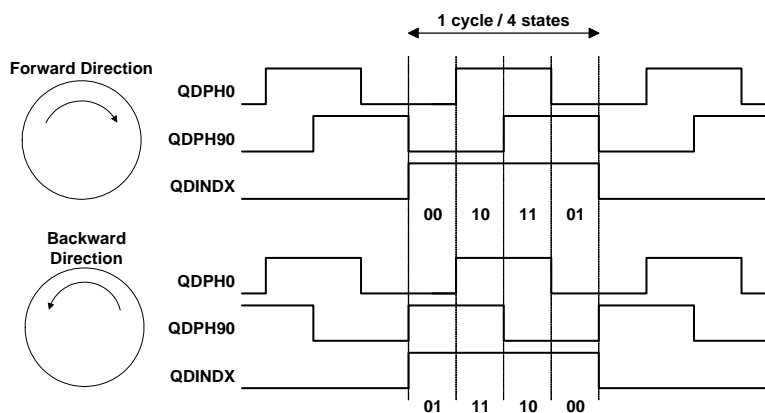 1 cycle / 4 states
Forward Direction
QDPH0
QDPH90
QDINDX
00 10 11 01
Backward
Direction
QDPH0
QDPH90
QDINDX
01 11 10 00